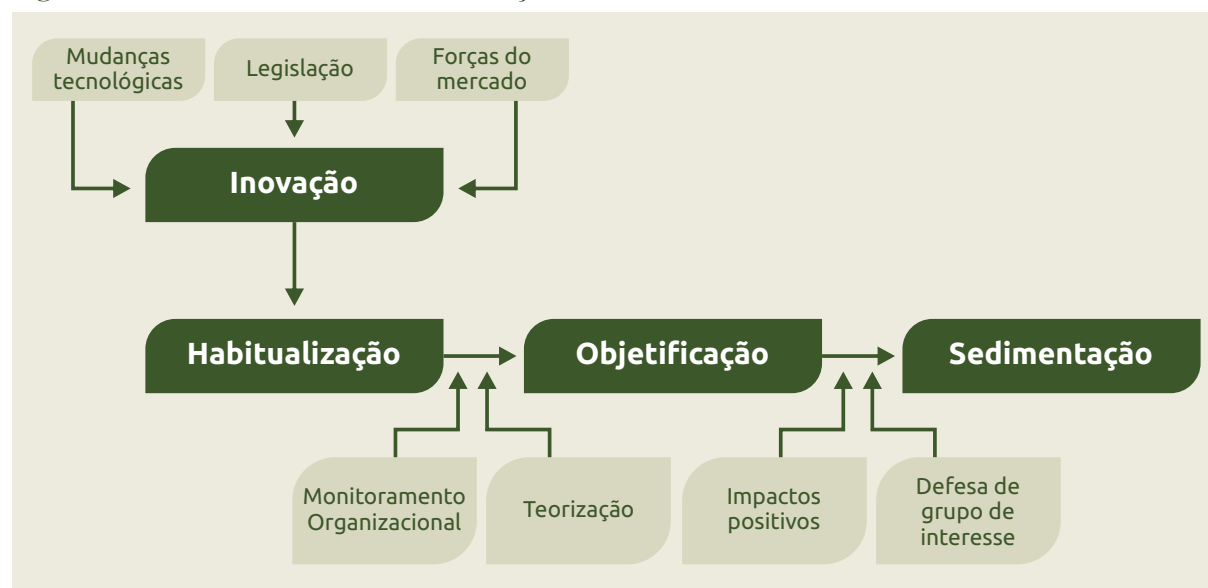 Mudanças
tecnológicas
Legislação
Forças do
mercado
Inovação
Habitualização
Objetificação
Sedimentação
Monitoramento
Organizacional
Teorização
Impactos
positivos
Defesa de
grupo de
interesse